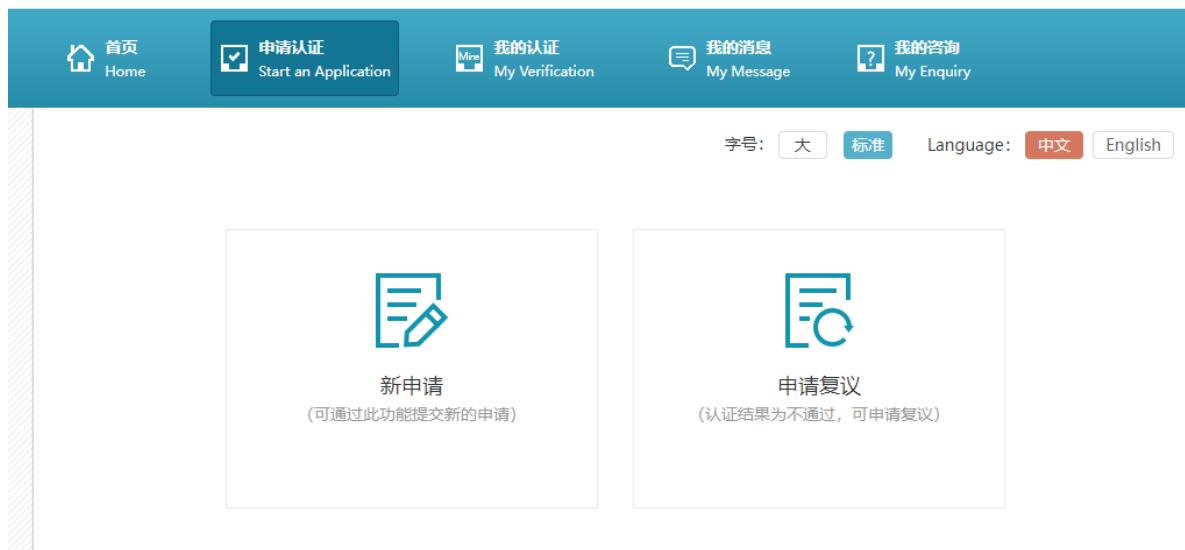 首页
Home
申请认证
Start an Application
Mine
我的认证
My Verification
我的消息
My Message
?
我的咨询
My Enquiry
字号： 大 标准 Language: 中文 English
新申请
（可通过此功能提交新的申请）
申请复议
（认证结果为不通过，可申请复议）